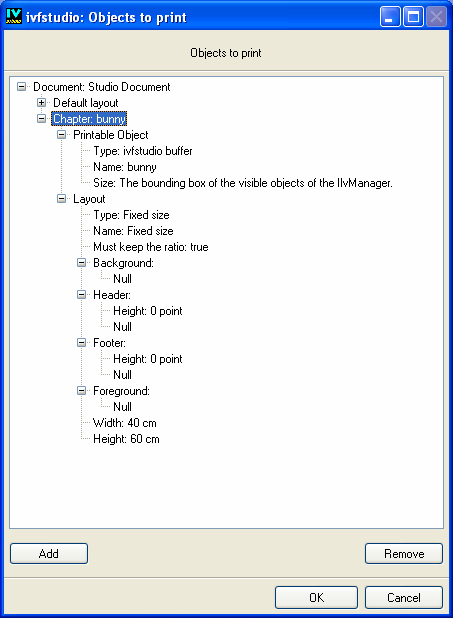 IV
STUDIO
ivfstudio: Objects to print
Objects to print
Document: Studio Document
Default layout
Chapter: bunny
Printable Object
Type: ivfstudio buffer
Name: bunny
Size: The bounding box of the visible objects of the IlvManager.
Layout
Type: Fixed size
Name: Fixed size
Must keep the ratio: true
Background:
Null
Header:
Height: 0 point
Null
Footer:
Height: 0 point
Null
Foreground:
Null
Width: 40 cm
Height: 60 cm
Add
Remove
OK
Cancel